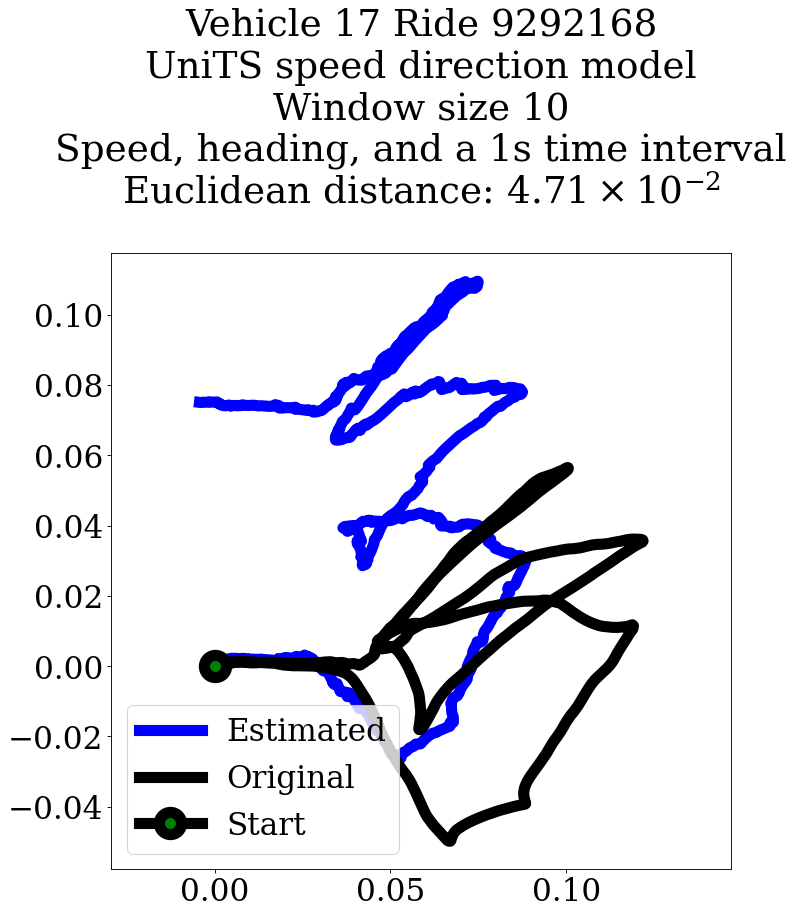 Vehicle 17 Ride 9292168
UniTS speed direction model
Window size 10
Speed, heading, and a 1s time interval
Euclidean distance: 4.71 × 10⁻²
0.10
0.08
0.06
0.04
0.02
0.00
−0.02
−0.04
Estimated
Original
Start
0.00 0.05 0.10